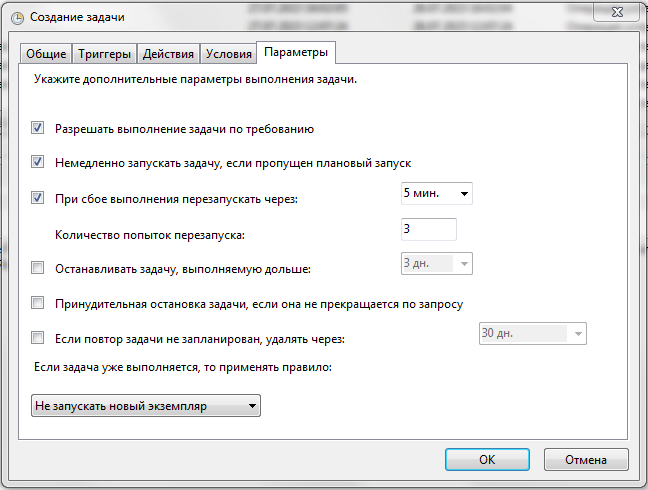 Создание задачи
Общие Триггеры Действия Условия Параметры
Укажите дополнительные параметры выполнения задачи.
Разрешать выполнение задачи по требованию
Немедленно запускать задачу, если пропущен плановый запуск
При сбое выполнения перезапускать через: 5 мин.
Количество попыток перезапуска: 3
Останавливать задачу, выполняемую дольше: 3 дн.
Принудительная остановка задачи, если она не прекращается по запросу
Если повтор задачи не запланирован, удалять через: 30 дн.
Если задача уже выполняется, то применять правило:
Не запускать новый экземпляр
OK Отмена